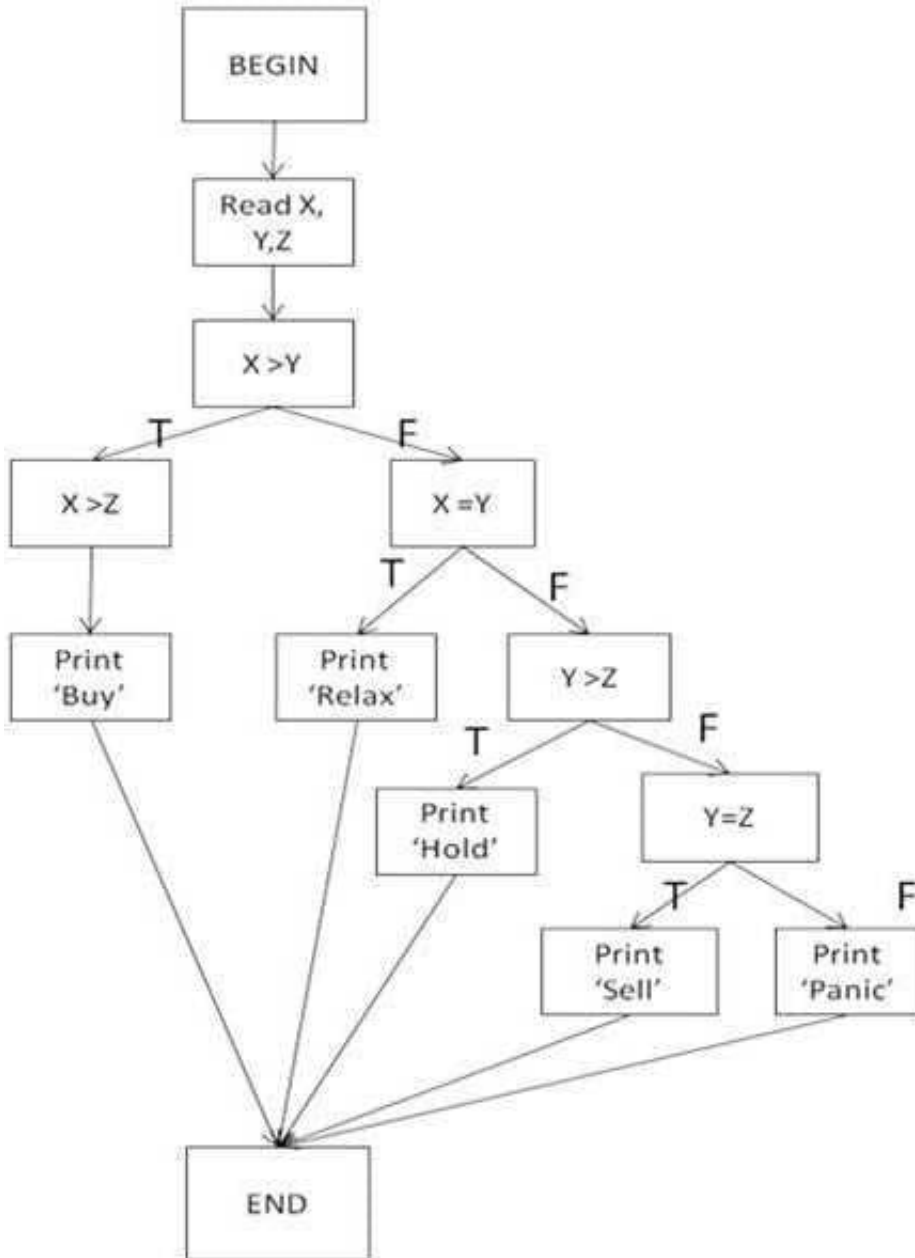 BEGIN
Read X,
Y,Z
X >Y
T
F
X >Z
X =Y
T
F
Print
'Buy'
Print
'Relax'
Y >Z
T
F
Print
'Hold'
Y=Z
T
F
Print
'Sell'
Print
'Panic'
END